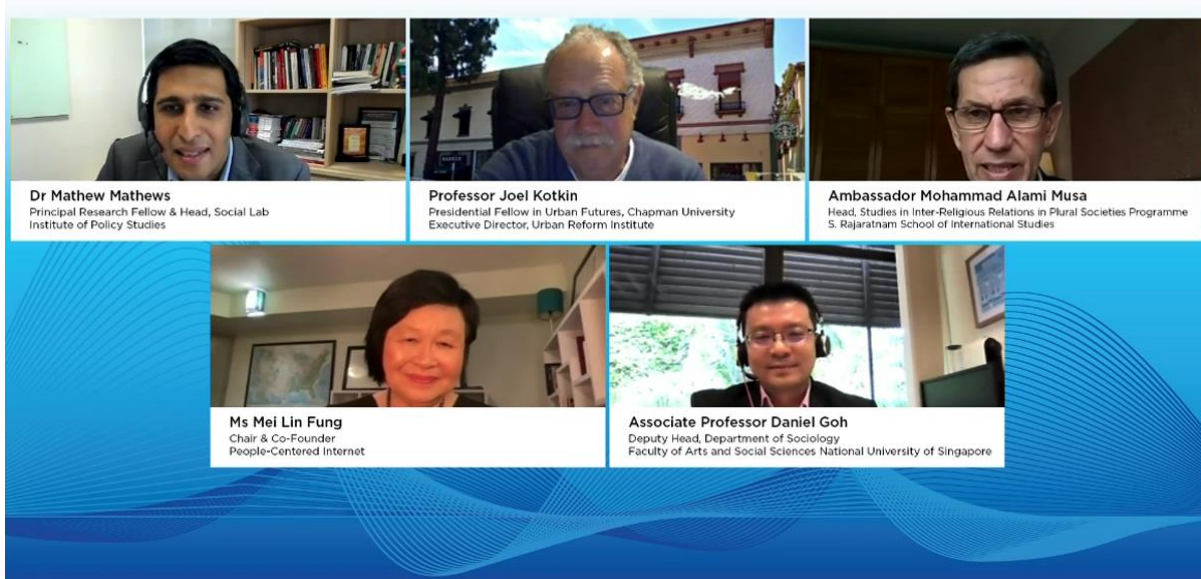 Dr Mathew Mathews
Principal Research Fellow & Head, Social Lab
Institute of Policy Studies
Professor Joel Kotkin
Presidential Fellow in Urban Futures, Chapman University
Executive Director, Urban Reform Institute
Ambassador Mohammad Alami Musa
Head, Studies in Inter-Religious Relations in Plural Societies Programme
S. Rajaratnam School of International Studies
Ms Mei Lin Fung
Chair & Co-Founder
People-Centered Internet
Associate Professor Daniel Goh
Deputy Head, Department of Sociology
Faculty of Arts and Social Sciences National University of Singapore